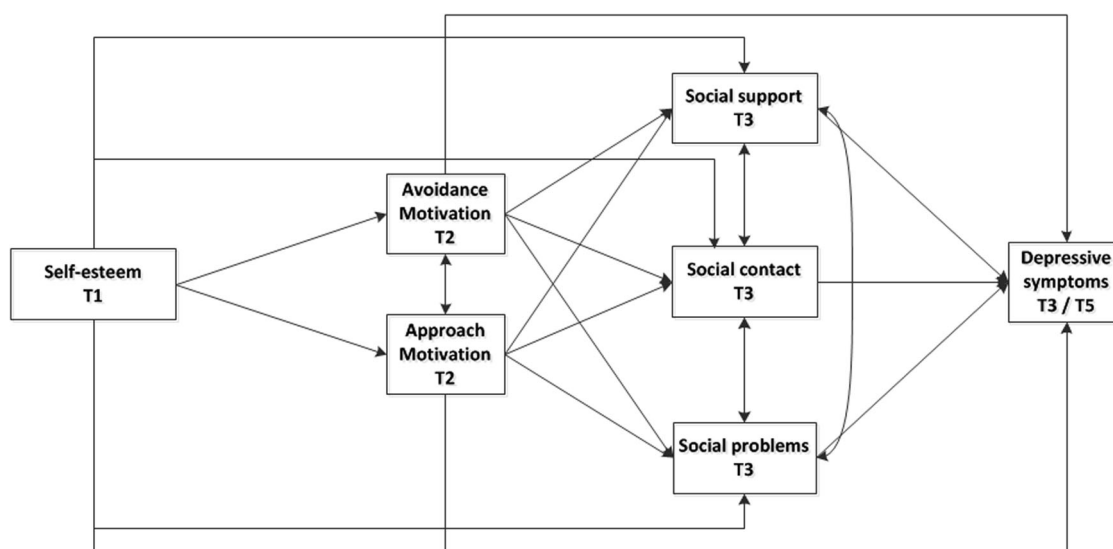 Social support
T3
Avoidance
Motivation
T2
Self-esteem
T1
Social contact
T3
Depressive
symptoms
T3 / T5
Approach
Motivation
T2
Social problems
T3